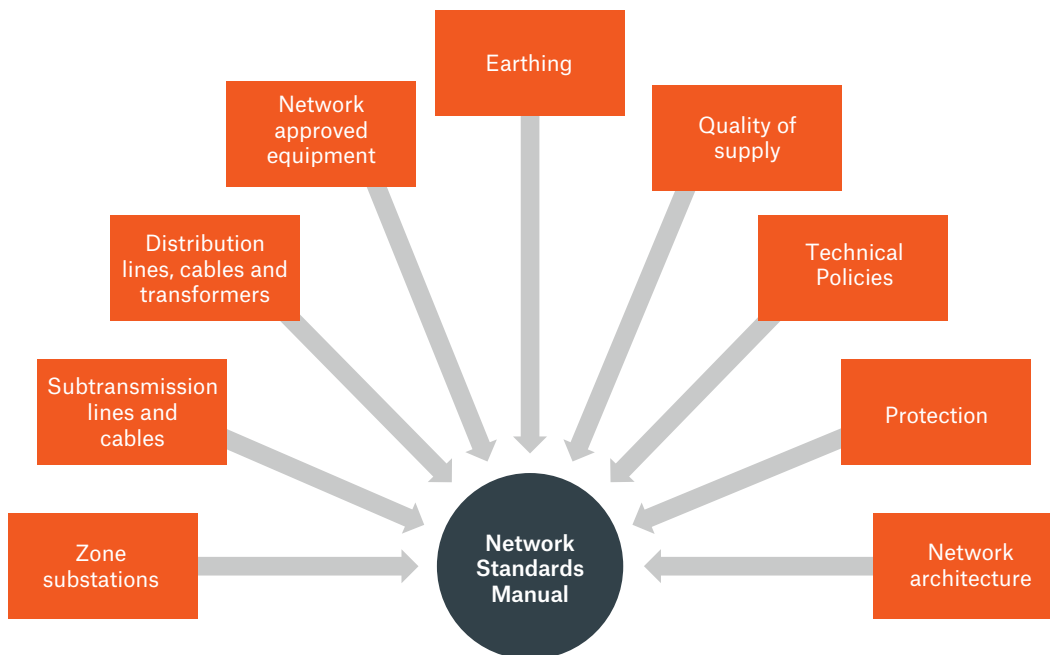 Earthing
Network
approved
equipment
Quality of
supply
Distribution
lines, cables and
transformers
Technical
Policies
Subtransmission
lines and
cables
Protection
Zone
substations
Network
Standards
Manual
Network
architecture